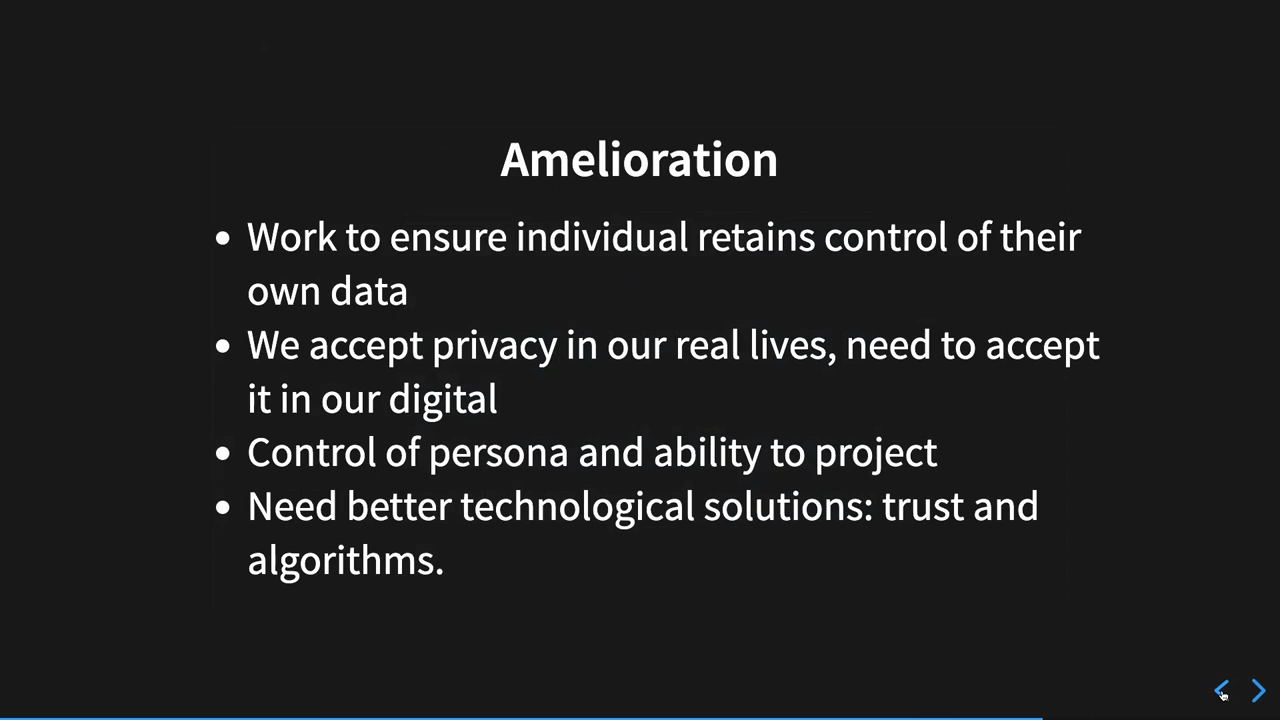 Amelioration
• Work to ensure individual retains control of their
own data
• We accept privacy in our real lives, need to accept
it in our digital
• Control of persona and ability to project
• Need better technological solutions: trust and
algorithms.